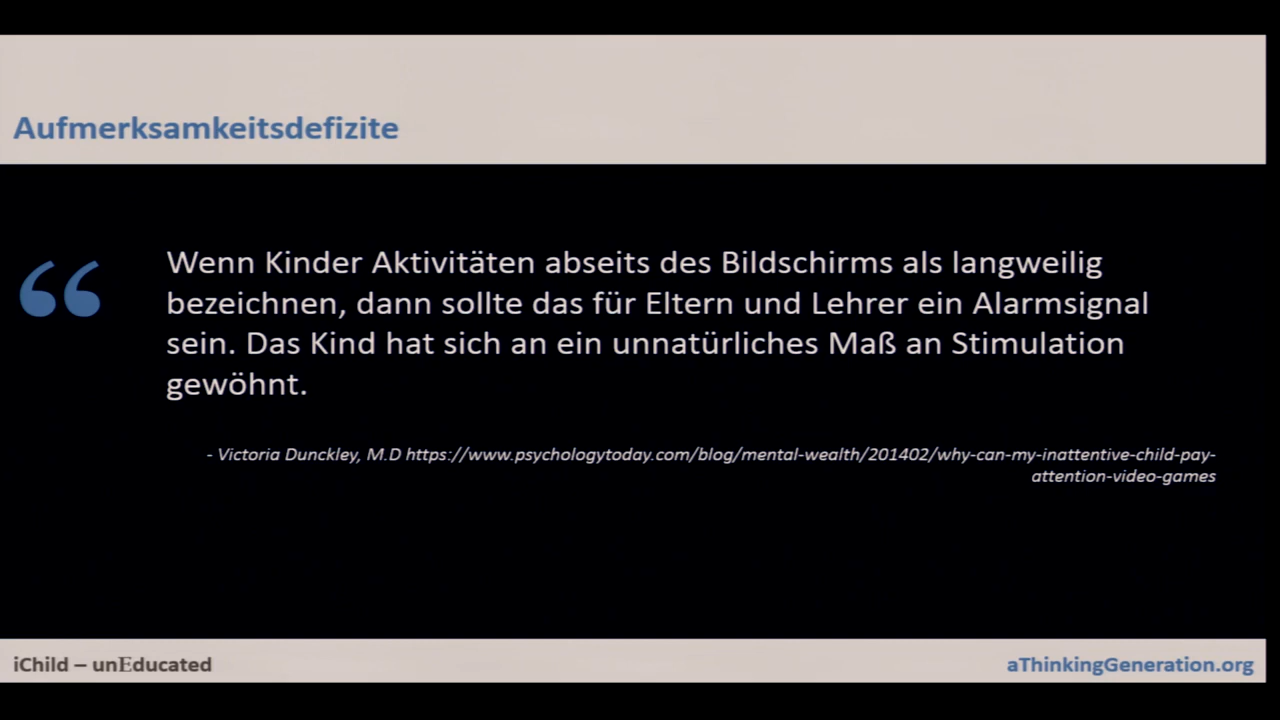 Aufmerksamkeitsdefizite
“
Wenn Kinder Aktivitäten abseits des Bildschirms als langweilig
bezeichnen, dann sollte das für Eltern und Lehrer ein Alarmsignal
sein. Das Kind hat sich an ein unnatürliches Maß an Stimulation
gewöhnt.
- Victoria Dunckley, M.D https://www.psychologytoday.com/blog/mental-wealth/201402/why-can-my-inattentive-child-pay-
attention-video-games
iChild – unEducated
aThinkingGeneration.org